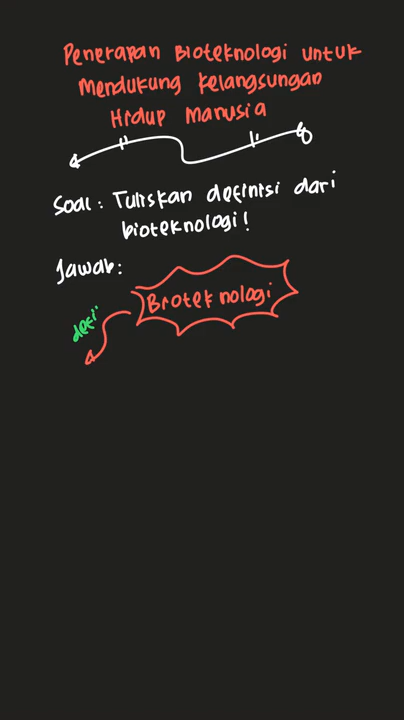 Penerapan Bioteknologi untuk
Mendukung Kelangsungan
Hidup Manusia
Soal : Tuliskan definisi dari
bioteknologi!
Jawab :
Bioteknologi
defi"